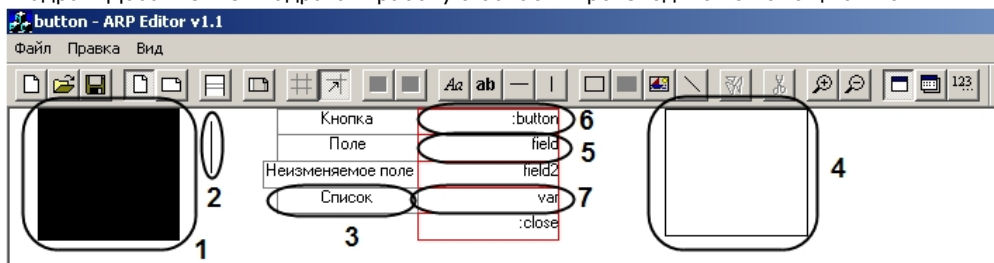 button - ARP Editor v1.1
Файл Правка Вид
Aa ab 123
Кнопка :button 6
Поле field 5
Неизменяемое поле field2
Список var 7
:close
1
2
3
4